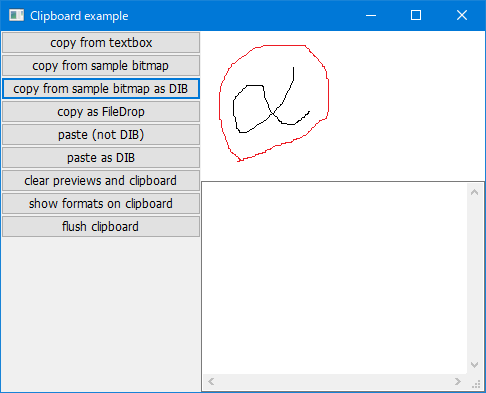 Clipboard example
copy from textbox
copy from sample bitmap
copy from sample bitmap as DIB
copy as FileDrop
paste (not DIB)
paste as DIB
clear previews and clipboard
show formats on clipboard
flush clipboard